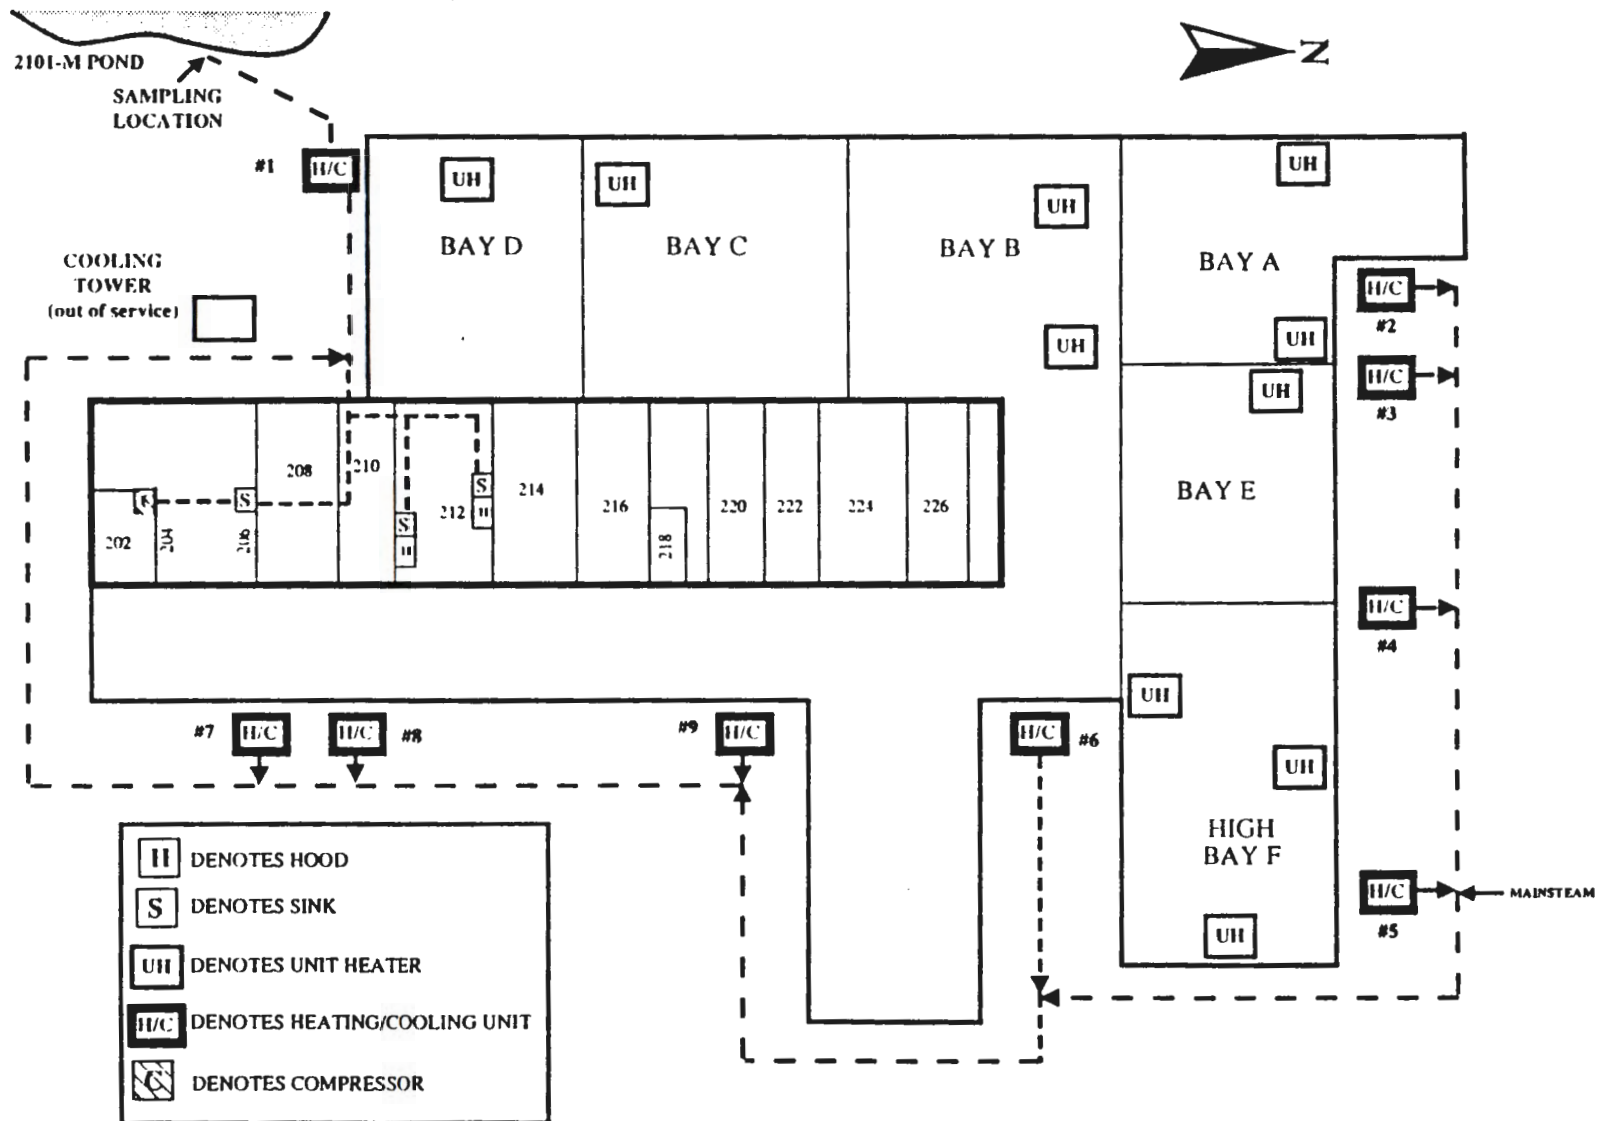 2101-M POND
SAMPLING
LOCATION
N
#1
H/C
UH
UH
UH
UH
BAY D
BAY C
BAY B
BAY A
COOLING
TOWER
(out of service)
UH
UH
H/C
#2
UH
H/C
#3
208
210
S
214
BAY E
C
S
216
220
222
224
226
212
H
S
H
202
204
206
218
H/C
#4
UH
#7
H/C
H/C
#8
#9
H/C
H/C
#6
UH
HIGH
BAY F
H/C
#5
MAINSTEAM
UH
H DENOTES HOOD
S DENOTES SINK
UH DENOTES UNIT HEATER
H/C DENOTES HEATING/COOLING UNIT
C DENOTES COMPRESSOR